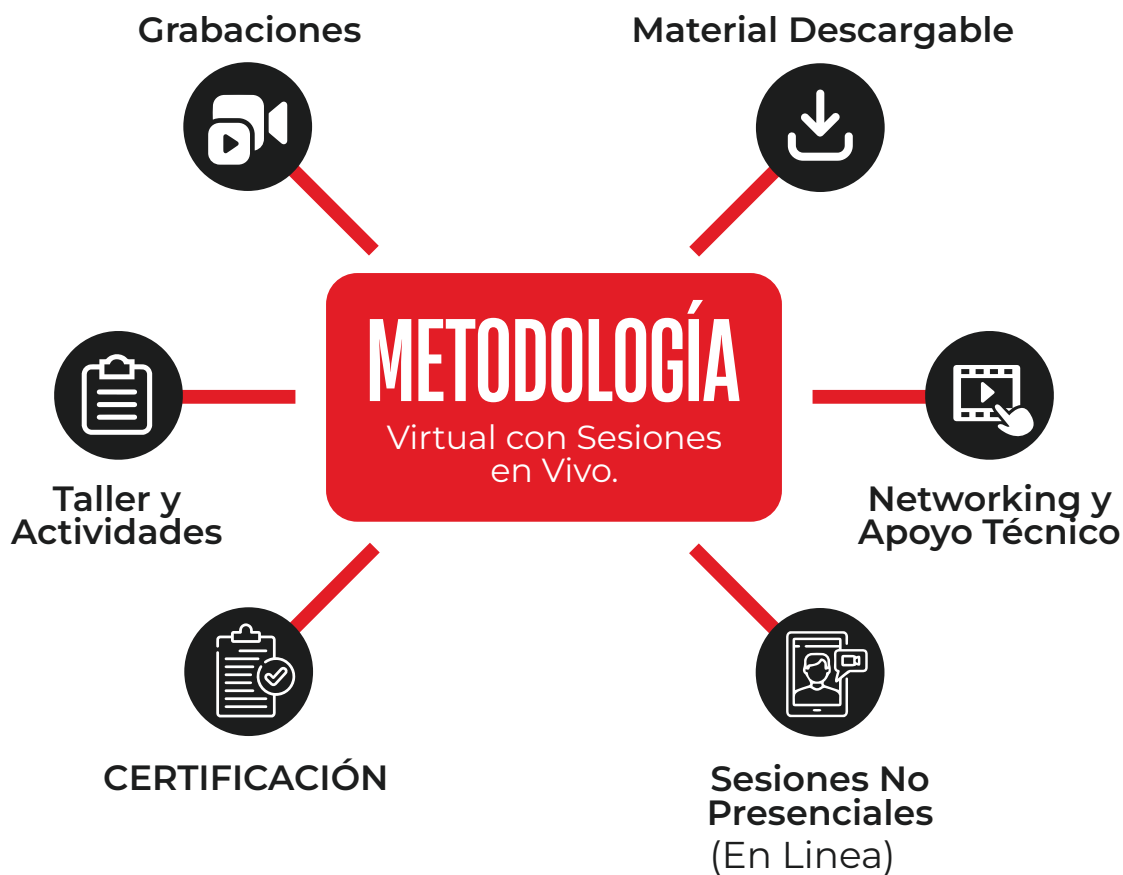 Grabaciones
Material Descargable
METODOLOGÍA
Virtual con Sesiones
en Vivo.
Taller y
Actividades
Networking y
Apoyo Técnico
CERTIFICACIÓN
Sesiones No
Presenciales
(En Linea)